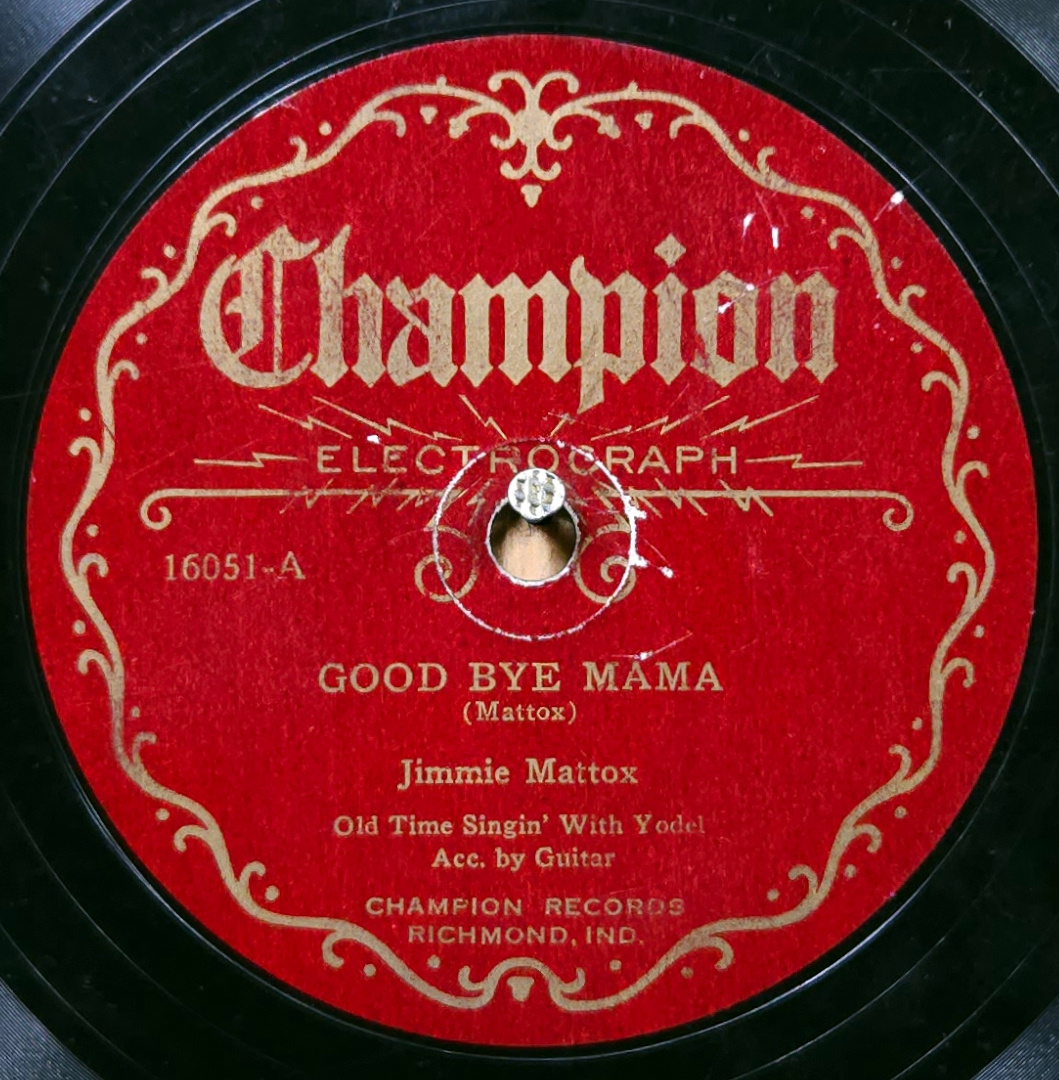 Champion
ELECTROGRAPH
16051-A
GOOD BYE MAMA
(Mattox)
Jimmie Mattox
Old Time Singin' With Yodel
Acc. by Guitar
CHAMPION RECORDS
RICHMOND, IND.